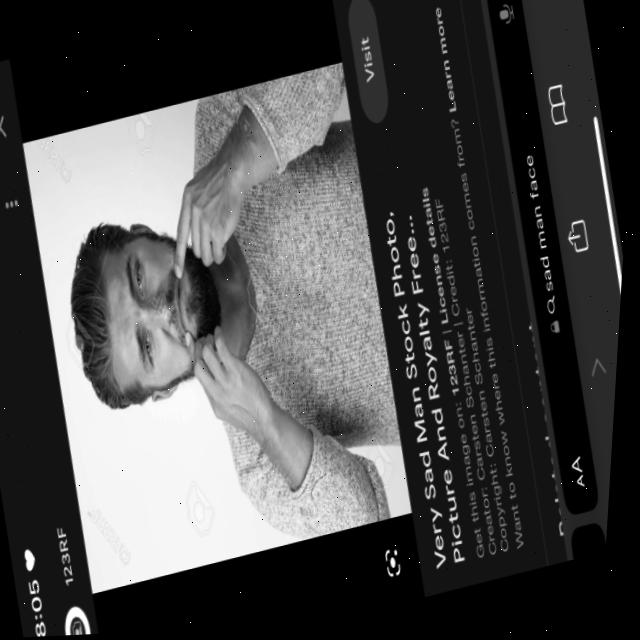 8:05
123RF
Visit
Very Sad Man Stock Photo,
Picture And Royalty Free...
Get this image on: 123RF | License details
Creator: Carsten Schanter | Credit: 123RF
Copyright: Carsten Schanter
Want to know where this information comes from? Learn more
AA
sad man face